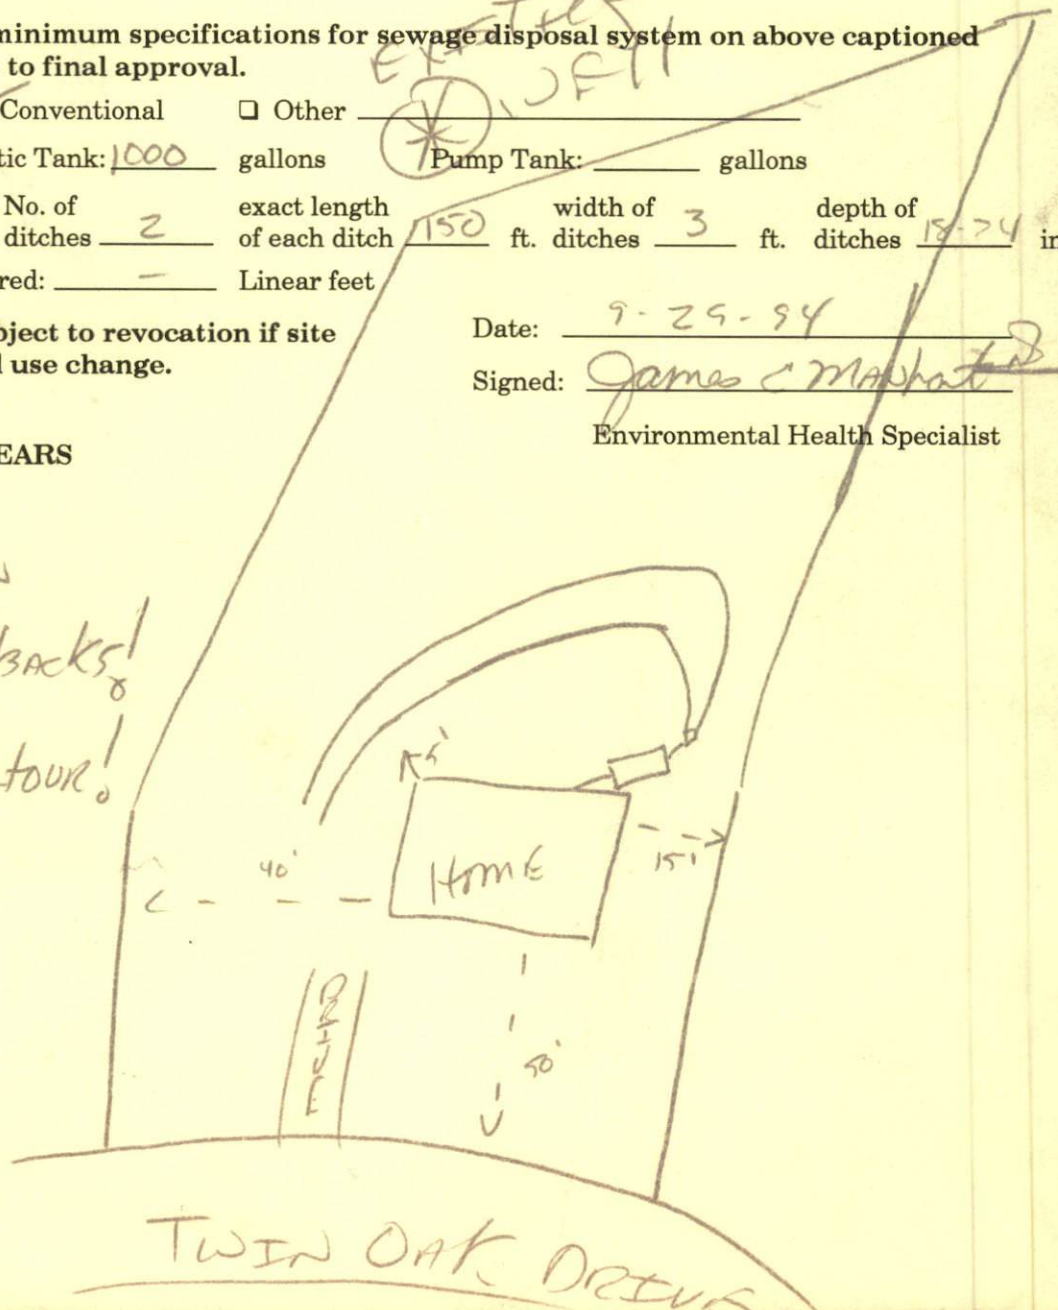 minimum specifications for sewage disposal system on above captioned
to final approval.
Conventional ❑ Other
tic Tank: 1000 gallons Pump Tank: gallons
No. of ditches 2 exact length of each ditch 150 ft. width of ditches 3 ft. depth of ditches 18-24 in
red: — Linear feet
bject to revocation if site
l use change.
Date: 9-29-94
Signed: James C
Environmental Health Specialist
EARS
BACKS!
tour!
5'
40'
HOME
15'
DRIVE
50'
TWIN OAK DRIVE